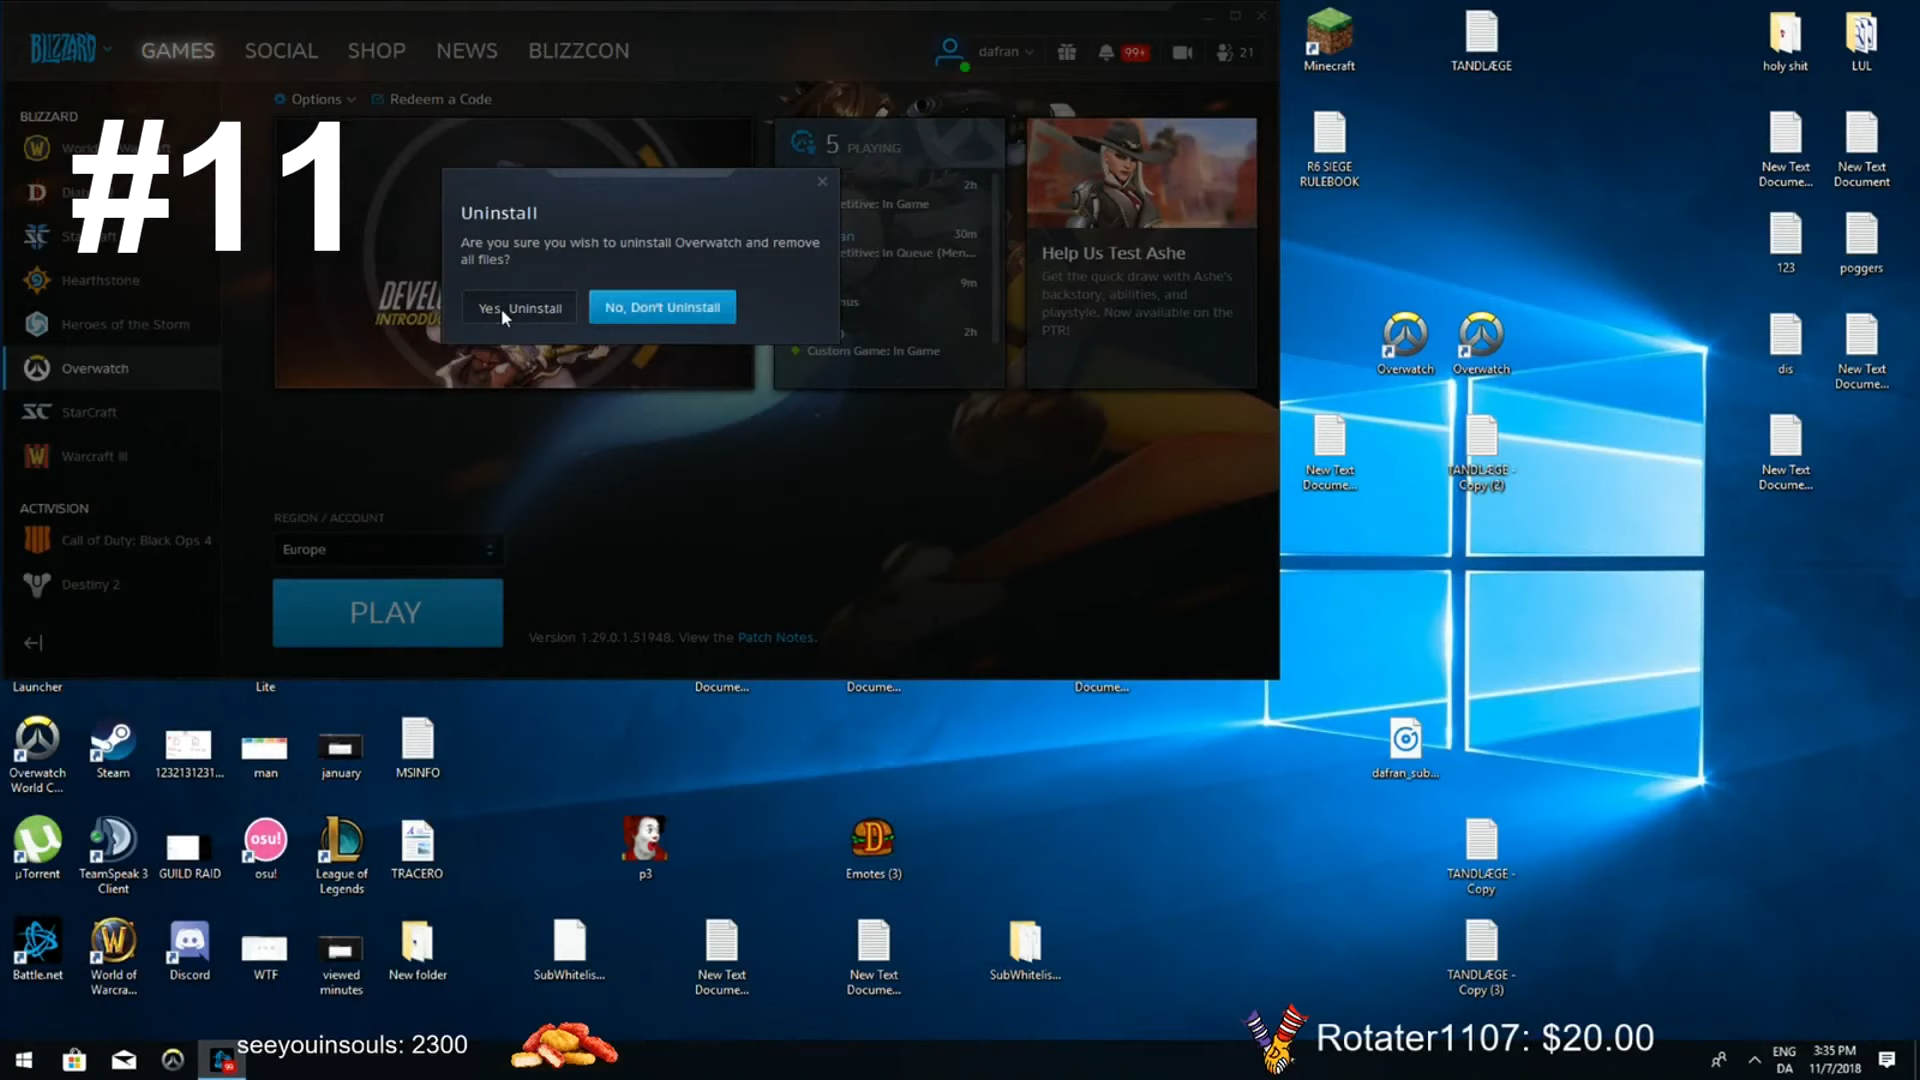 BLIZZARD
GAMES
SOCIAL
SHOP
NEWS
BLIZZCON
dafran
99+
21
Options
Redeem a Code
#11
BLIZZARD
Hearthstone
Heroes of the Storm
Overwatch
StarCraft
Warcraft III
ACTIVISION
Call of Duty: Black Ops 4
Destiny 2
5 PLAYING
2h
30m
9m
2h
Custom Game: In Game
Uninstall
Are you sure you wish to uninstall Overwatch and remove
all files?
Yes, Uninstall
No, Don't Uninstall
Help Us Test Ashe
Get the quick draw with Ashe's
backstory, abilities, and
playstyle. Now available on the
PTR!
REGION / ACCOUNT
Europe
PLAY
Version 1.29.0.1.51948. View the Patch Notes.
Minecraft
TANDLÆGE
holy shit
LUL
R6 SIEGE
RULEBOOK
New Text
Docume...
New Text
Document
123
poggers
Overwatch
Overwatch
dis
New Text
Docume...
New Text
Docume...
TANDLÆGE -
Copy (2)
New Text
Docume...
Launcher
Lite
Docume...
Docume...
Docume...
Overwatch
World C...
Steam
1232131231...
man
january
MSINFO
dafran_sub...
µTorrent
TeamSpeak 3
Client
GUILD RAID
osu!
osu!
League of
Legends
TRACERO
p3
Emotes (3)
TANDLÆGE -
Copy
Battle.net
World of
Warcra...
Discord
WTF
viewed
minutes
New folder
SubWhitelis...
New Text
Docume...
New Text
Docume...
SubWhitelis...
TANDLÆGE -
Copy (3)
seeyouinsouls: 2300
Rotater1107: $20.00
ENG
DA
3:35 PM
11/7/2018